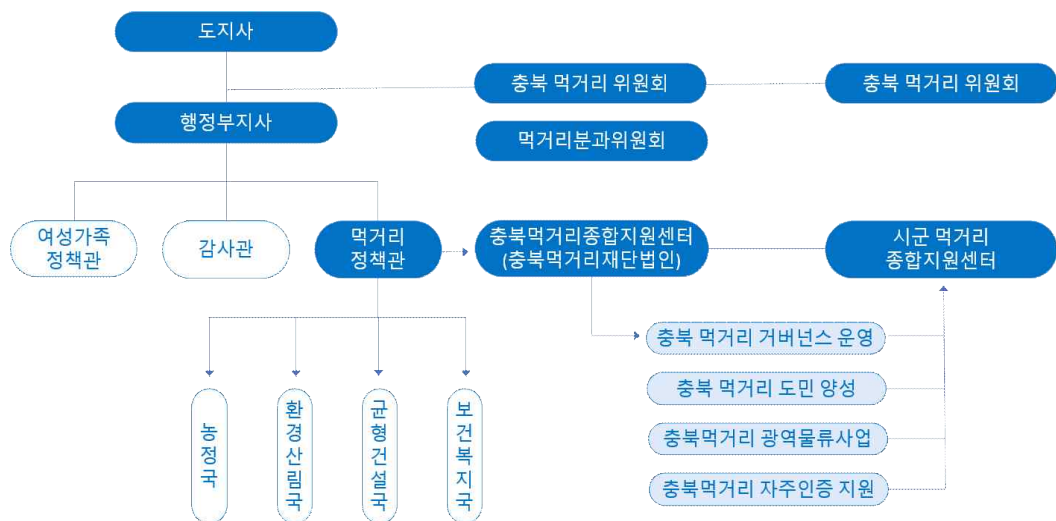 도지사
충북 먹거리 위원회
충북 먹거리 위원회
행정부지사
먹거리분과위원회
여성가족
정책관
감사관
먹거리
정책관
충북먹거리종합지원센터
(충북먹거리재단법인)
시군 먹거리
종합지원센터
충북 먹거리 거버넌스 운영
충북 먹거리 도민 양성
충북먹거리 광역물류사업
충북먹거리 자주인증 지원
농정국
환경산림국
균형건설국
보건복지국